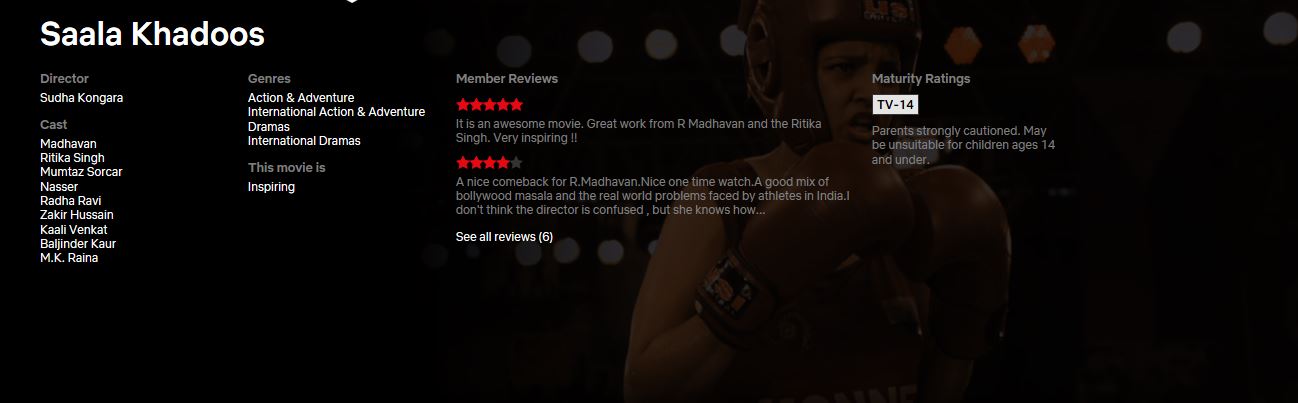 Saala Khadoos
Director
Sudha Kongara
Cast
Madhavan
Ritika Singh
Mumtaz Sorcar
Nasser
Radha Ravi
Zakir Hussain
Kaali Venkat
Baljinder Kaur
M.K. Raina
Genres
Action & Adventure
International Action & Adventure
Dramas
International Dramas
This movie is
Inspiring
Member Reviews
It is an awesome movie. Great work from R Madhavan and the Ritika
Singh. Very inspiring !!
A nice comeback for R.Madhavan.Nice one time watch.A good mix of
bollywood masala and the real world problems faced by athletes in India.I
don't think the director is confused , but she knows how...
See all reviews (6)
Maturity Ratings
TV-14
Parents strongly cautioned. May
be unsuitable for children ages 14
and under.
usi
usi